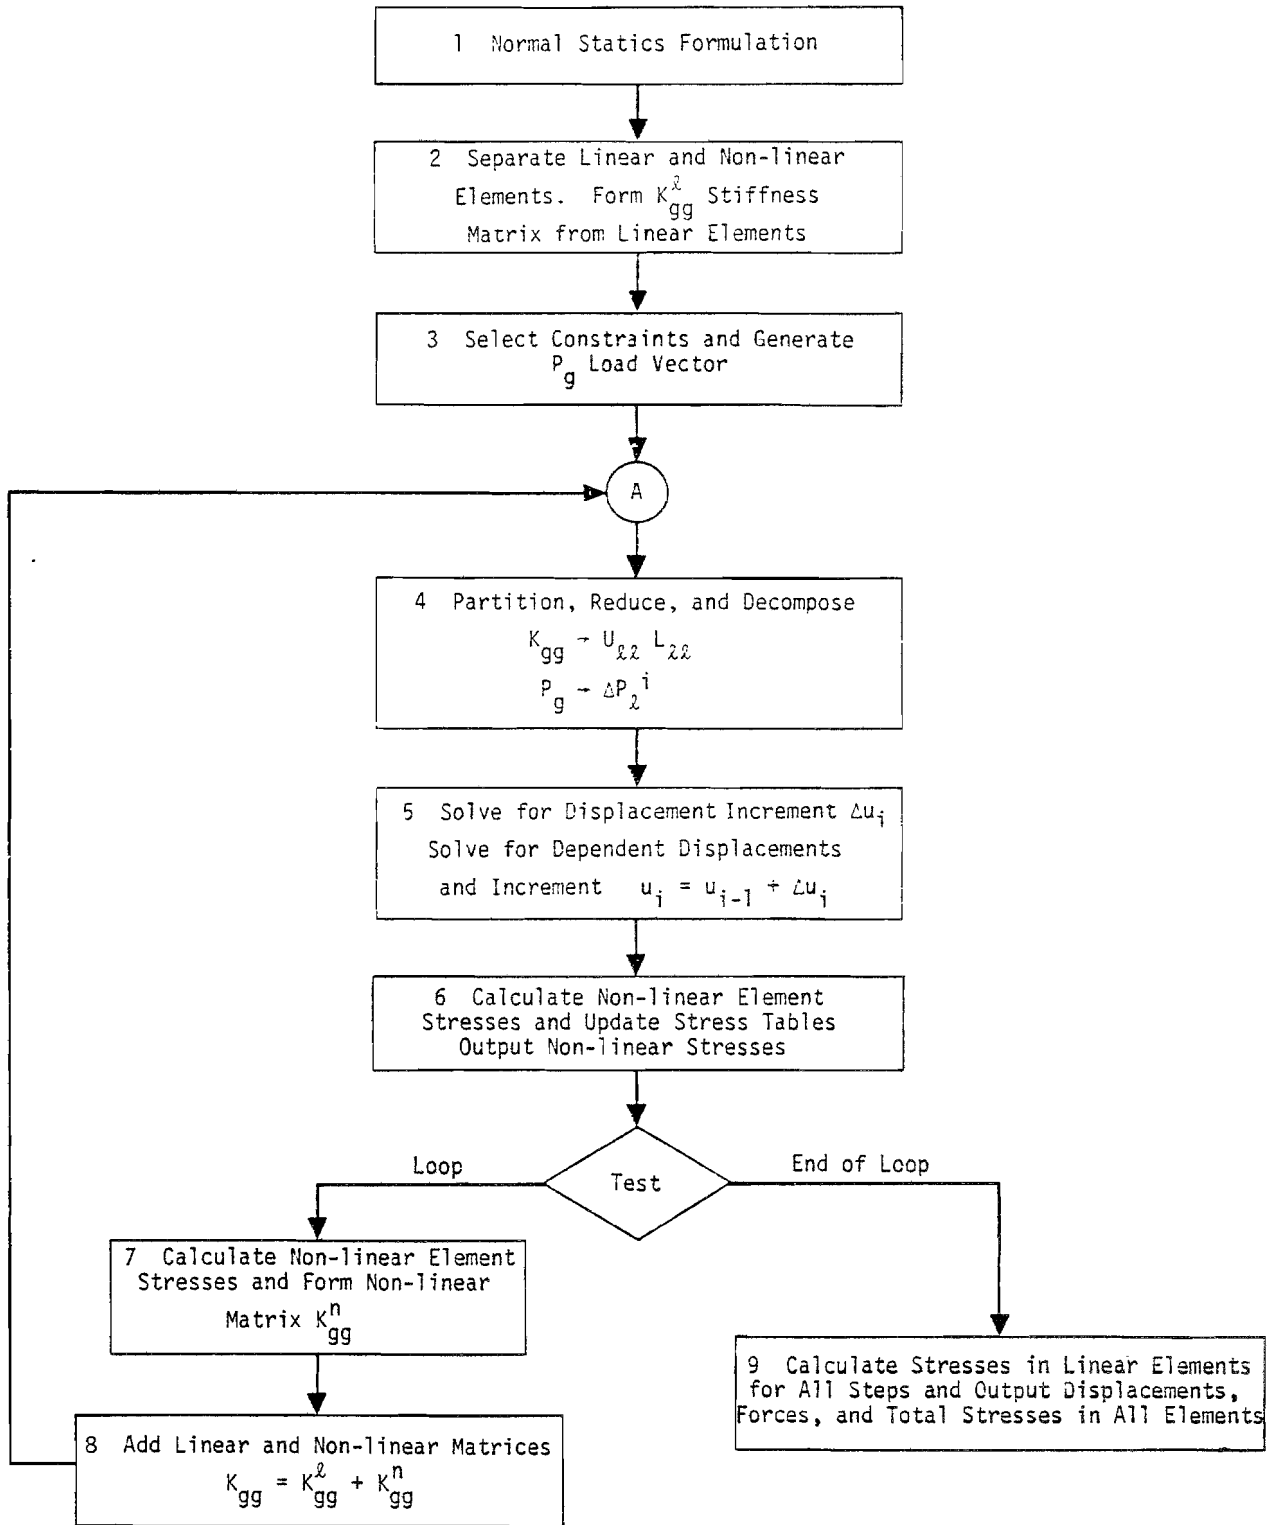 1 Normal Statics Formulation
2 Separate Linear and Non-linear
Elements. Form K^ℓ_gg Stiffness
Matrix from Linear Elements
3 Select Constraints and Generate
P_g Load Vector
A
4 Partition, Reduce, and Decompose
K_gg → U_ℓℓ L_ℓℓ
P_g → ΔP_ℓ^i
5 Solve for Displacement Increment Δu_i
Solve for Dependent Displacements
and Increment u_i = u_i-1 + Δu_i
6 Calculate Non-linear Element
Stresses and Update Stress Tables
Output Non-linear Stresses
Test
Loop
End of Loop
7 Calculate Non-linear Element
Stresses and Form Non-linear
Matrix K^n_gg
8 Add Linear and Non-linear Matrices
K_gg = K^ℓ_gg + K^n_gg
9 Calculate Stresses in Linear Elements
for All Steps and Output Displacements,
Forces, and Total Stresses in All Elements